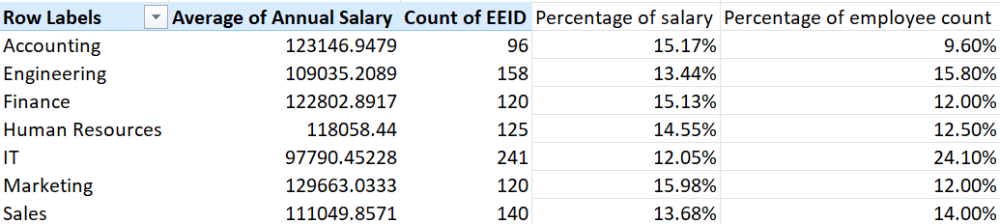 Row Labels Average of Annual Salary Count of EEID Percentage of salary Percentage of employee count
Accounting 123146.9479 96 15.17% 9.60%
Engineering 109035.2089 158 13.44% 15.80%
Finance 122802.8917 120 15.13% 12.00%
Human Resources 118058.44 125 14.55% 12.50%
IT 97790.45228 241 12.05% 24.10%
Marketing 129663.0333 120 15.98% 12.00%
Sales 111049.8571 140 13.68% 14.00%